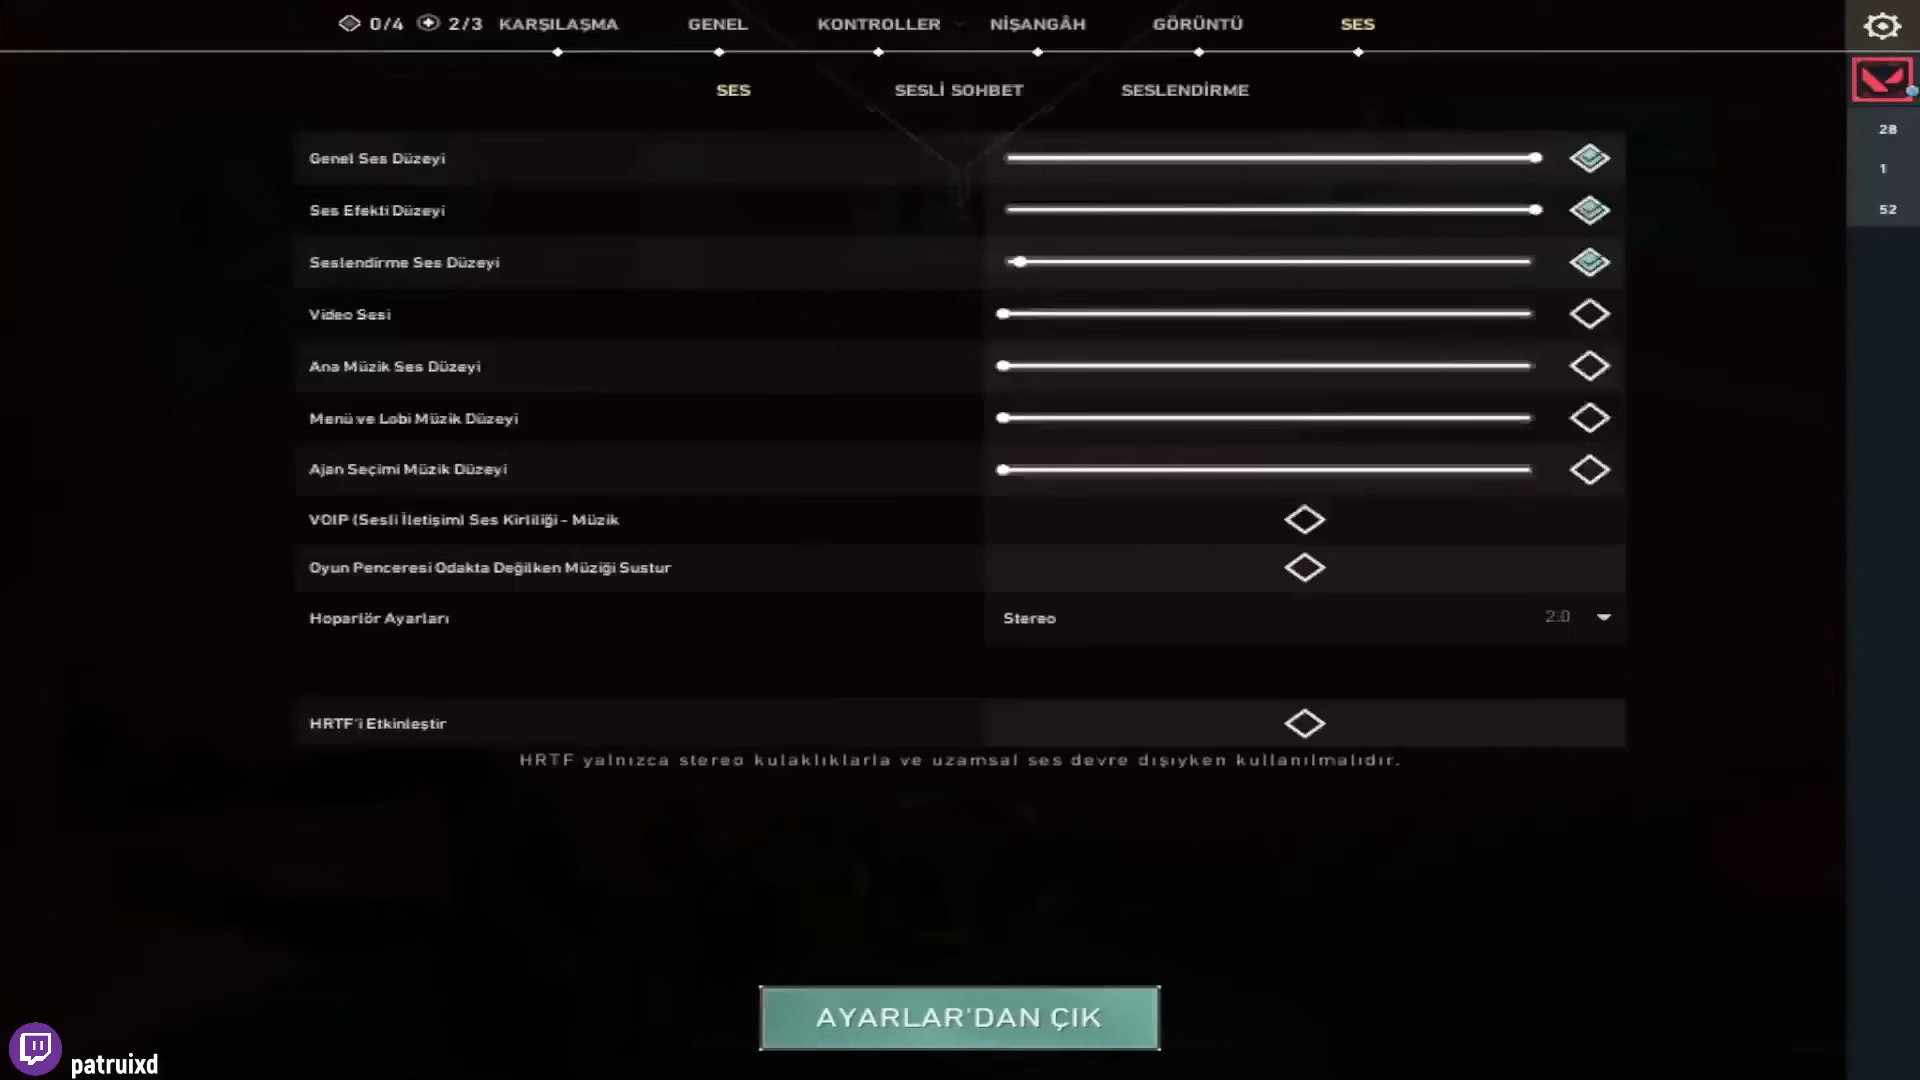 0/4 2/3 KARŞILAŞMA GENEL KONTROLLER NİŞANGÂH GÖRÜNTÜ SES
SES SESLİ SOHBET SESLENDİRME
28
1
52
Genel Ses Düzeyi
Ses Efekti Düzeyi
Seslendirme Ses Düzeyi
Video Sesi
Ana Müzik Ses Düzeyi
Menü ve Lobi Müzik Düzeyi
Ajan Seçimi Müzik Düzeyi
VOIP (Sesli İletişim) Ses Kirliliği - Müzik
Oyun Penceresi Odakta Değilken Müziği Sustur
Hoparlör Ayarları Stereo 2.0
HRTF'i Etkinleştir
HRTF yalnızca stereo kulaklıklarla ve uzamsal ses devre dışıyken kullanılmalıdır.
AYARLAR'DAN ÇIK
patruixd